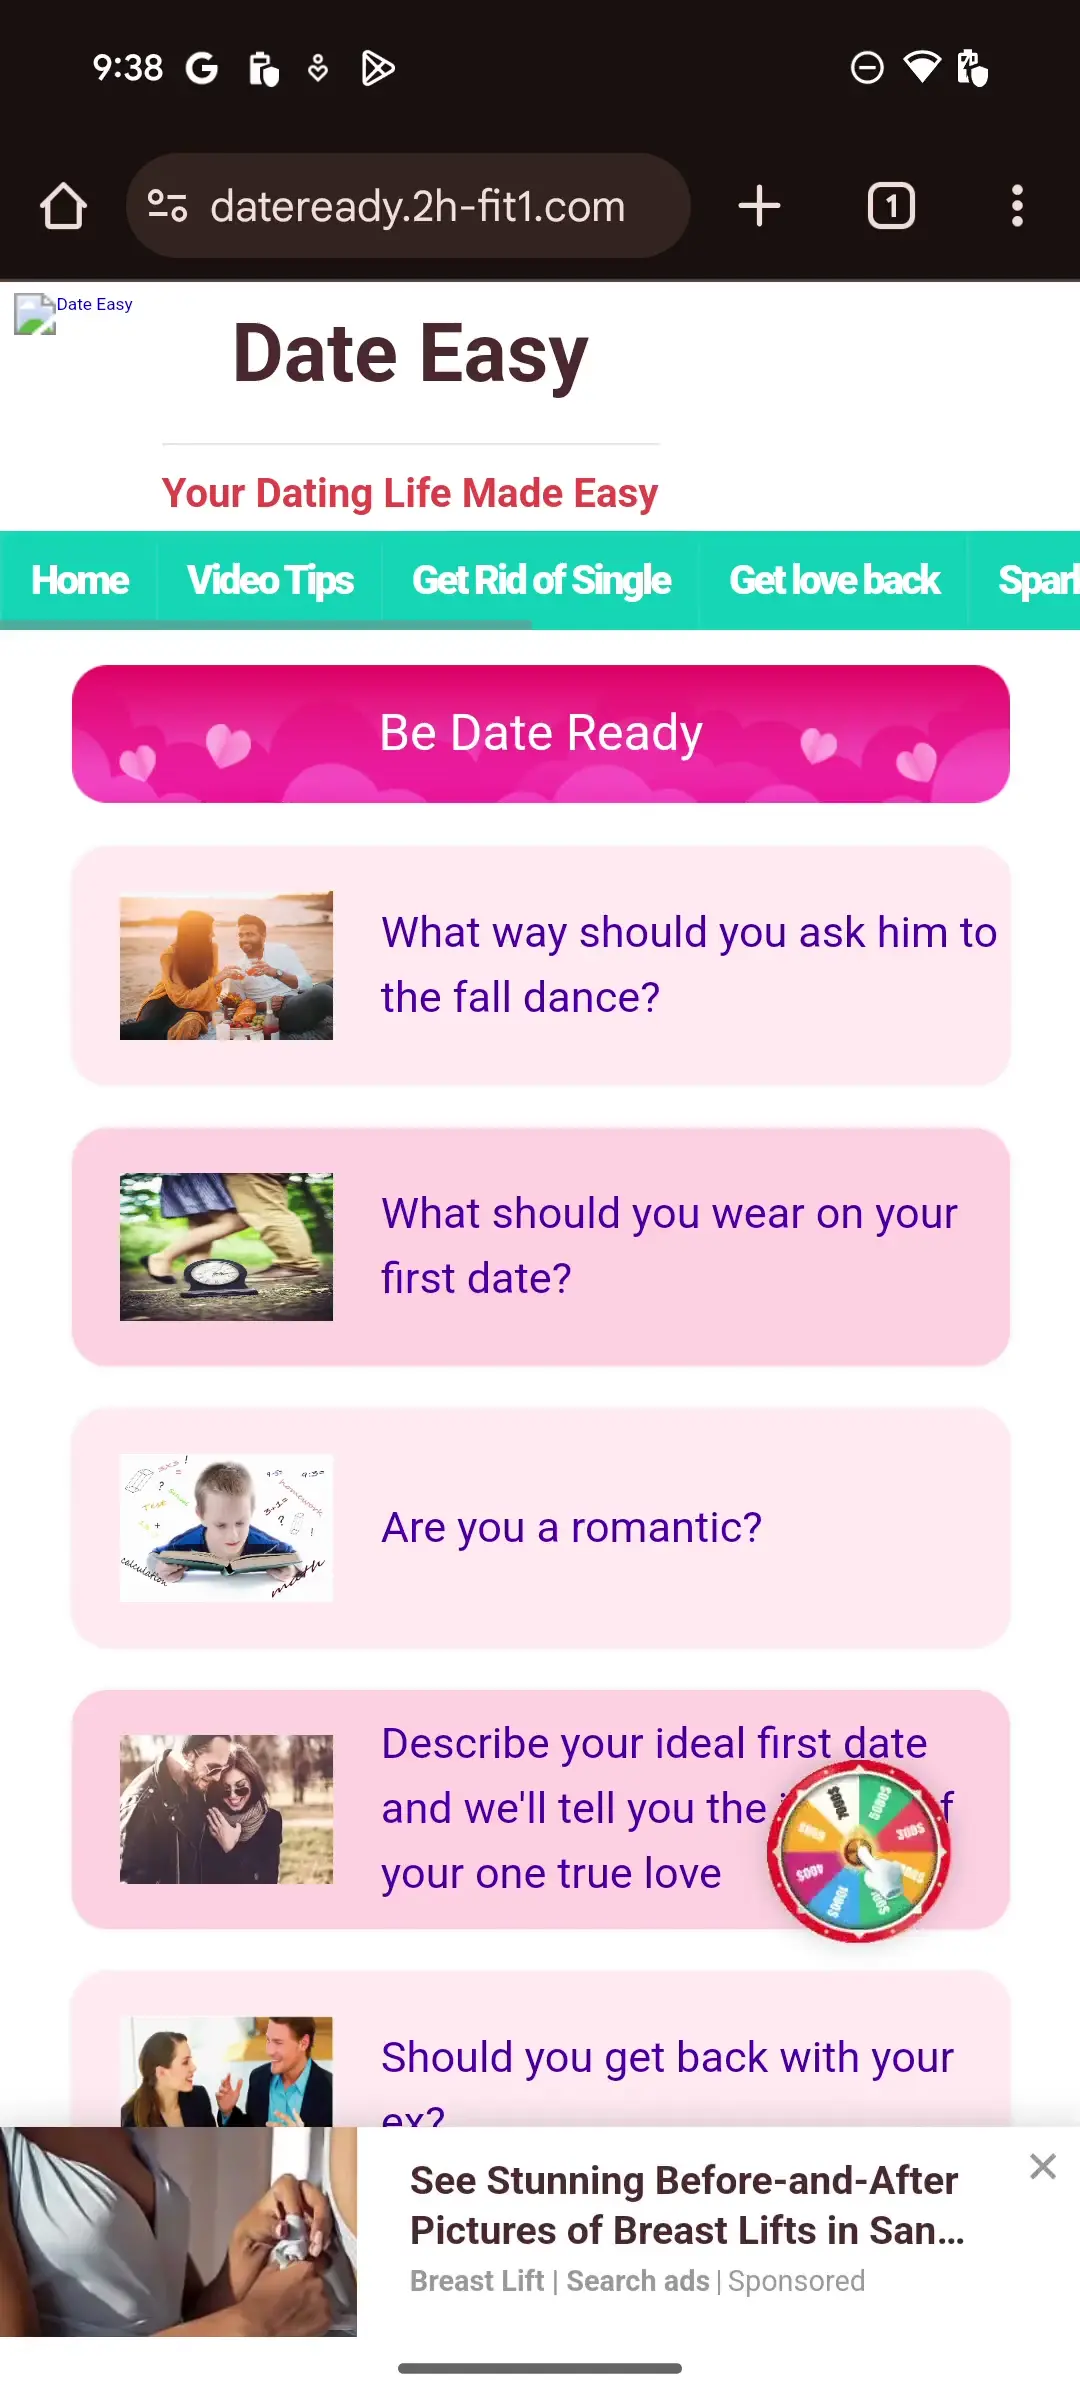 9:38
dateready.2h-fit1.com
1
Date Easy
Date Easy
Your Dating Life Made Easy
Home Video Tips Get Rid of Single Get love back
Be Date Ready
What way should you ask him to
the fall dance?
What should you wear on your
first date?
Are you a romantic?
Describe your ideal first date
and we'll tell you the
your one true love
Should you get back with your
ex?
See Stunning Before-and-After
Pictures of Breast Lifts in San...
Breast Lift | Search ads | Sponsored